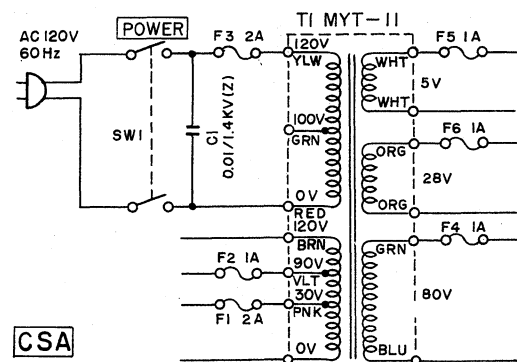 POWER
T1 MYT-11
AC 120V
60Hz
F3 2A
120V
YLW
WHT
F5 1A
5V
WHT
SW1
C1
0.01/1.4KV(Z)
100V
GRN
ORG
F6 1A
28V
ORG
0V
RED
120V
BRN
GRN
F4 1A
F2 1A
90V
VLT
30V
PNK
F1 2A
80V
CSA
0V
BLU